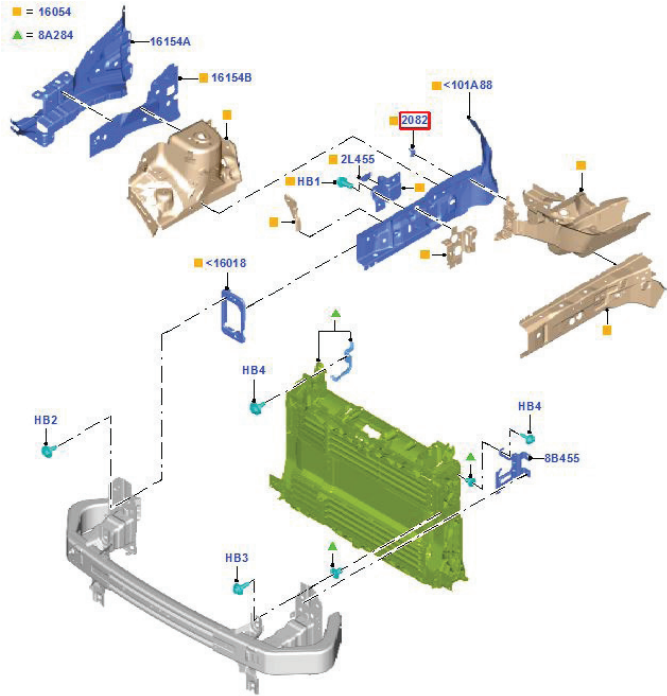 = 16054
= 8A284
16154A
16154B
<101A88
2082
2L455
HB1
<16018
HB4
HB2
HB4
8B455
HB3